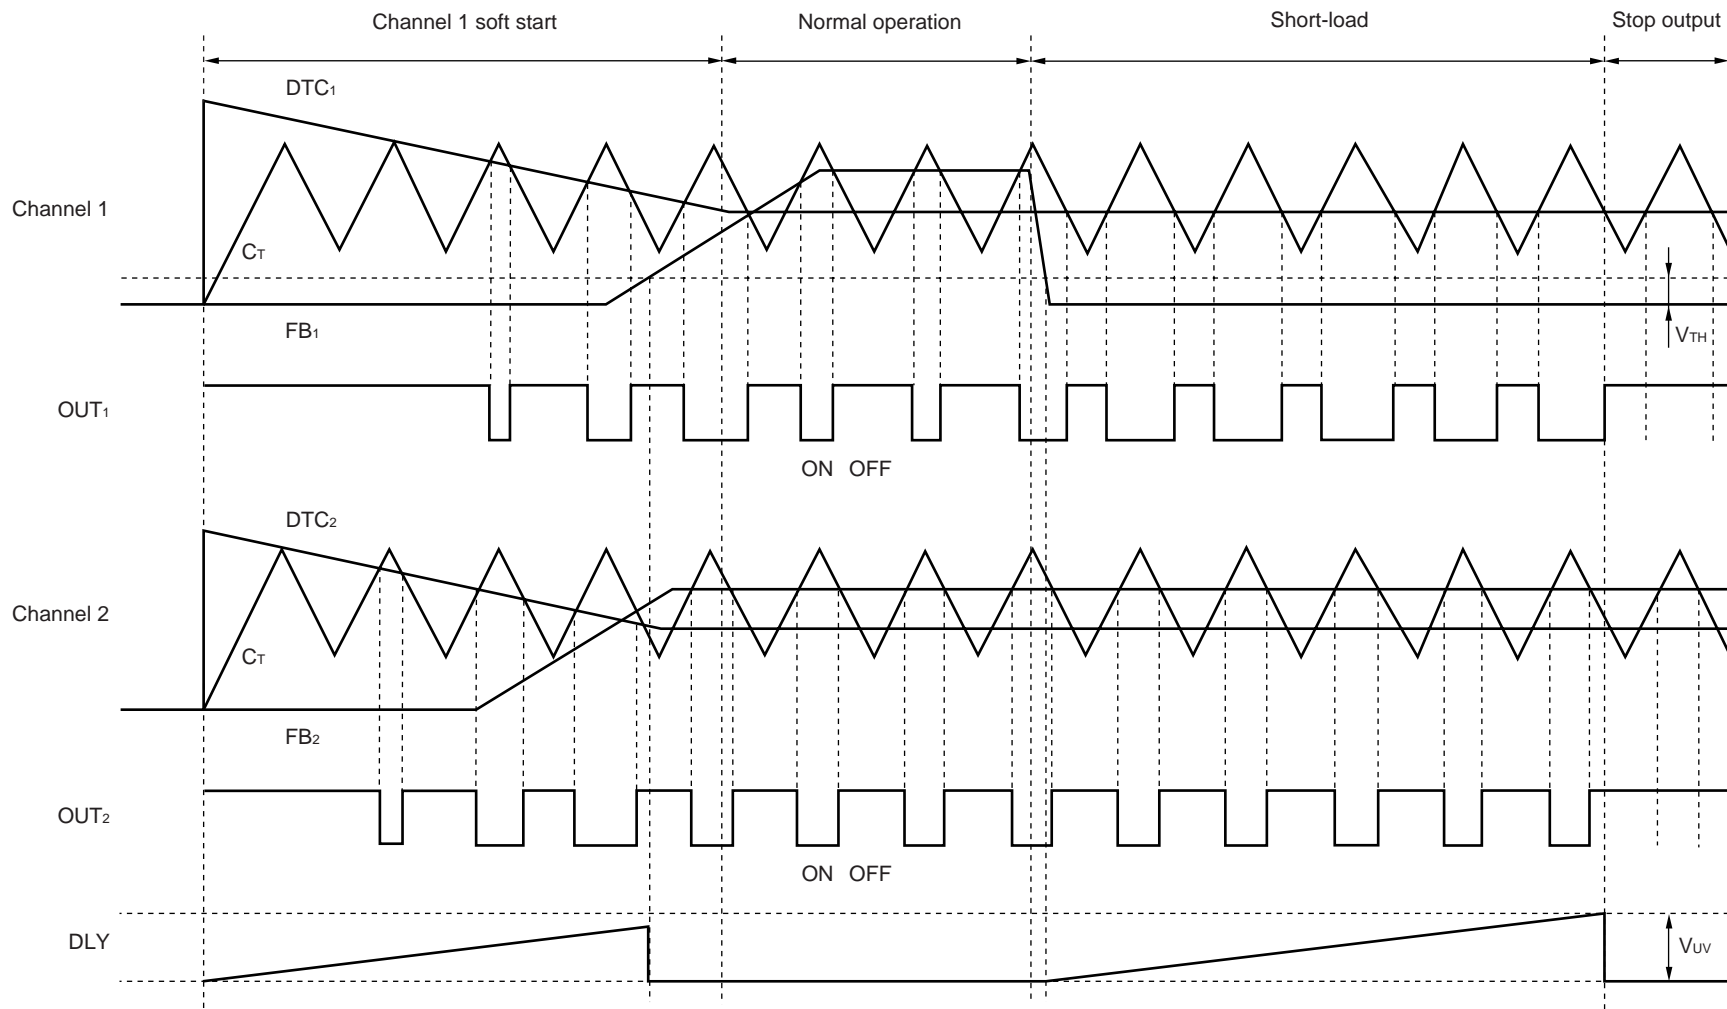 Channel 1 soft start
Normal operation
Short-load
Stop output
DTC1
Channel 1
CT
FB1
VTH
OUT1
ON OFF
DTC2
Channel 2
CT
FB2
OUT2
ON OFF
DLY
VUV